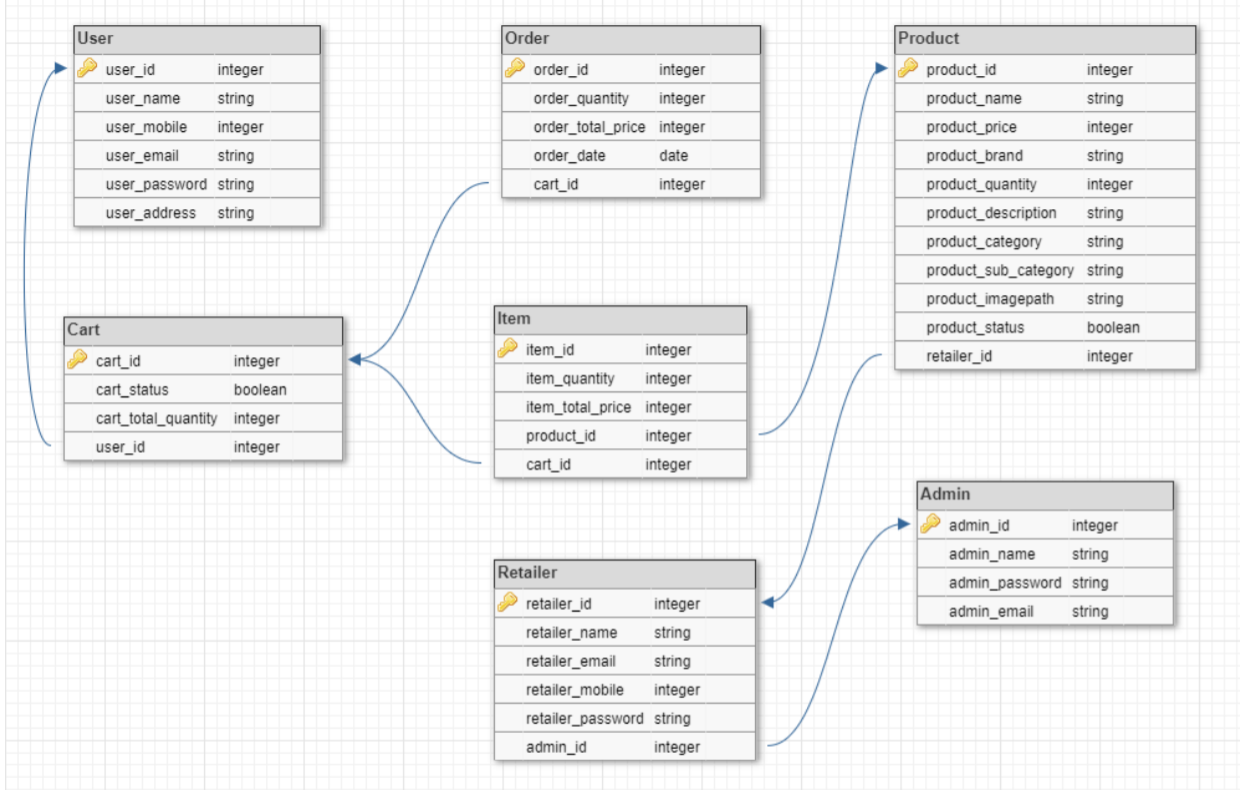 User
user_id integer
user_name string
user_mobile integer
user_email string
user_password string
user_address string
Order
order_id integer
order_quantity integer
order_total_price integer
order_date date
cart_id integer
Product
product_id integer
product_name string
product_price integer
product_brand string
product_quantity integer
product_description string
product_category string
product_sub_category string
product_imagepath string
product_status boolean
retailer_id integer
Cart
cart_id integer
cart_status boolean
cart_total_quantity integer
user_id integer
Item
item_id integer
item_quantity integer
item_total_price integer
product_id integer
cart_id integer
Admin
admin_id integer
admin_name string
admin_password string
admin_email string
Retailer
retailer_id integer
retailer_name string
retailer_email string
retailer_mobile integer
retailer_password string
admin_id integer